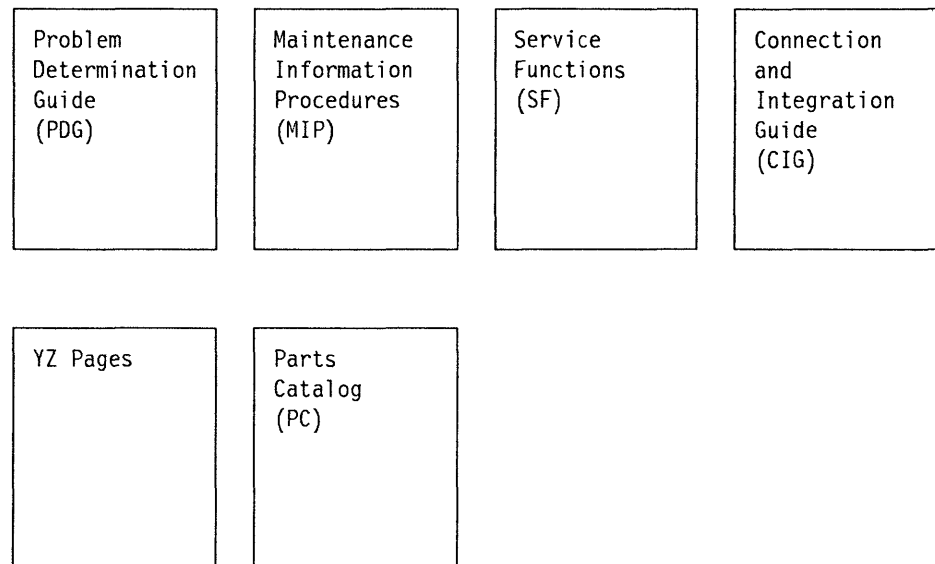 Problem
Determination
Guide
(PDG)
Maintenance
Information
Procedures
(MIP)
Service
Functions
(SF)
Connection
and
Integration
Guide
(CIG)
YZ Pages
Parts
Catalog
(PC)